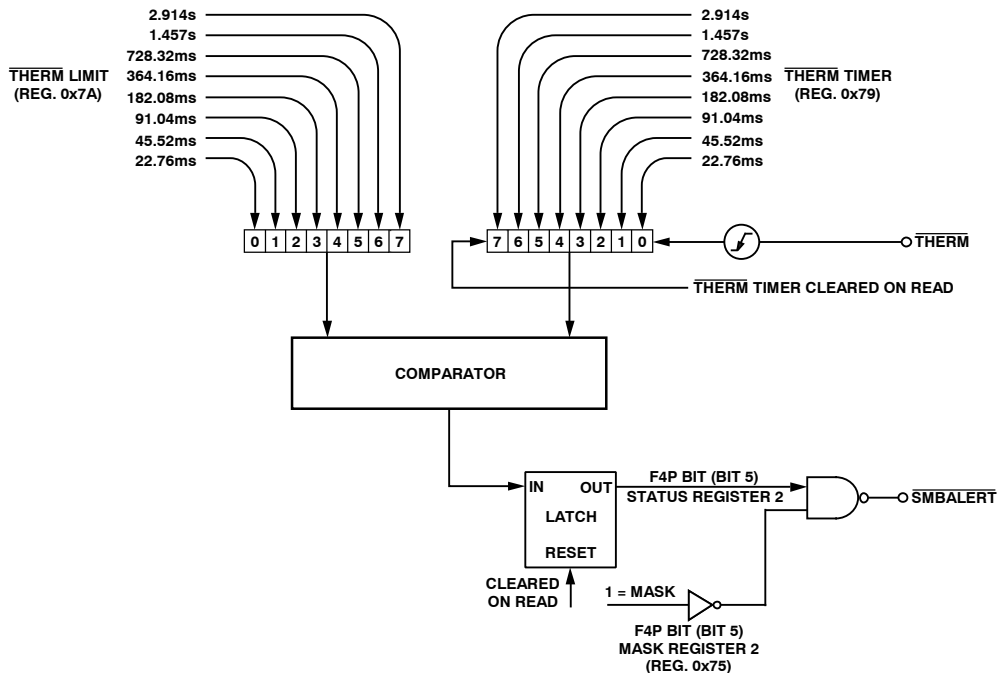 2.914s
1.457s
728.32ms
364.16ms
182.08ms
91.04ms
45.52ms
22.76ms
THERM LIMIT
(REG. 0x7A)
0 1 2 3 4 5 6 7
2.914s
1.457s
728.32ms
364.16ms
182.08ms
91.04ms
45.52ms
22.76ms
THERM TIMER
(REG. 0x79)
7 6 5 4 3 2 1 0
THERM
THERM TIMER CLEARED ON READ
COMPARATOR
IN OUT
LATCH
RESET
CLEARED
ON READ
F4P BIT (BIT 5)
STATUS REGISTER 2
SMBALERT
1 = MASK
F4P BIT (BIT 5)
MASK REGISTER 2
(REG. 0x75)